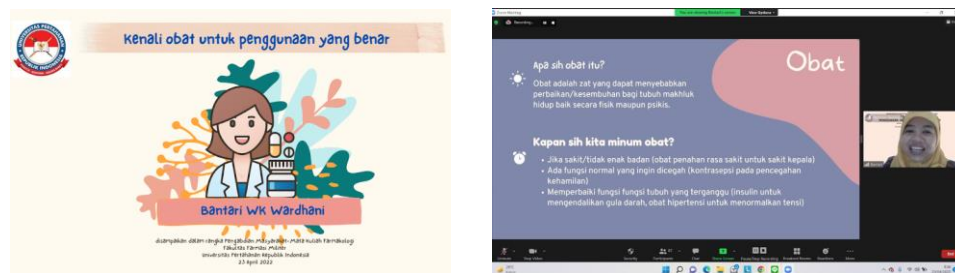 Kenali obat untuk penggunaan yang benar
Bantari WK Wardhani
disampaikan dalam rangka Pengabdian Masyarakat- Mata Kuliah Farmakologi
Fakultas Farmasi Militer
Universitas Pertahanan Republik Indonesia
23 April 2022
Obat
Apa sih obat itu?
Obat adalah zat yang dapat menyebabkan
perbaikan/kesembuhan bagi tubuh makhluk
hidup baik secara fisik maupun psikis.
Kapan sih kita minum obat?
• Jika sakit/tidak enak badan (obat penahan rasa sakit untuk sakit kepala)
• Ada fungsi normal yang ingin dicegah (kontrasepsi pada pencegahan
kehamilan)
• Memperbaiki fungsi fungsi tubuh yang terganggu (insulin untuk
mengendalikan gula darah, obat hipertensi untuk menormalkan tensi)